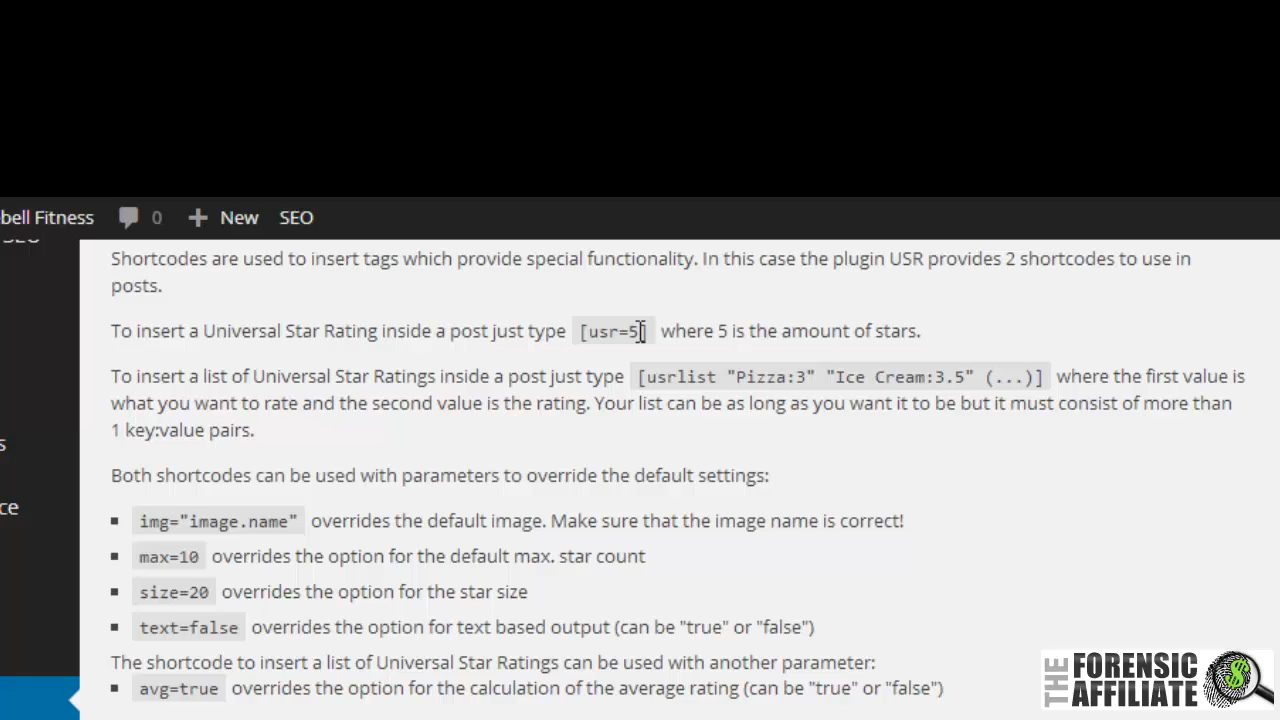 bell Fitness 0 New SEO
SEO
Shortcodes are used to insert tags which provide special functionality. In this case the plugin USR provides 2 shortcodes to use in
posts.
To insert a Universal Star Rating inside a post just type [usr=5] where 5 is the amount of stars.
To insert a list of Universal Star Ratings inside a post just type [usrlist "Pizza:3" "Ice Cream:3.5" (...)] where the first value is
what you want to rate and the second value is the rating. Your list can be as long as you want it to be but it must consist of more than
1 key:value pairs.
s
Both shortcodes can be used with parameters to override the default settings:
ce
img="image.name" overrides the default image. Make sure that the image name is correct!
max=10 overrides the option for the default max. star count
size=20 overrides the option for the star size
text=false overrides the option for text based output (can be "true" or "false")
The shortcode to insert a list of Universal Star Ratings can be used with another parameter:
avg=true overrides the option for the calculation of the average rating (can be "true" or "false")
THE FORENSIC
AFFILIATE